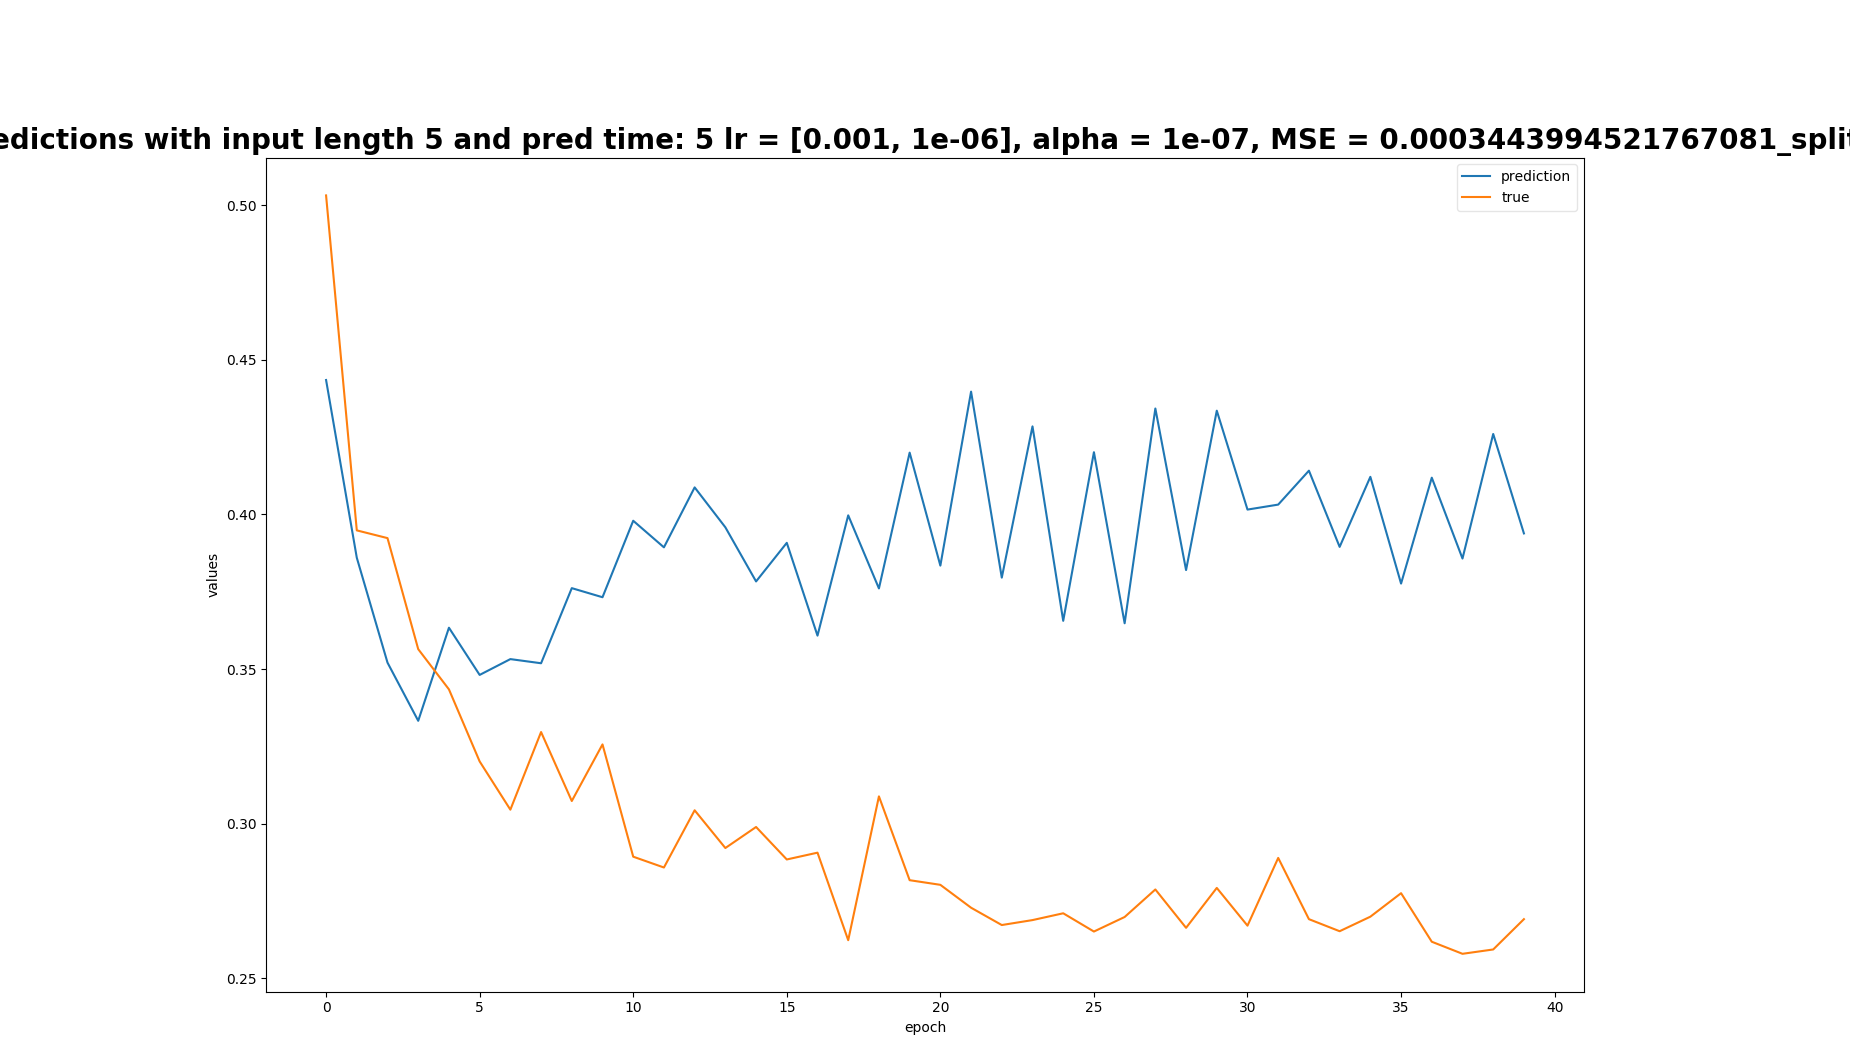 edictions with input length 5 and pred time: 5 lr = [0.001, 1e-06], alpha = 1e-07, MSE = 0.0003443994521767081_split
prediction
true
0.50
0.45
0.40
0.35
0.30
0.25
values
0 5 10 15 20 25 30 35 40
epoch